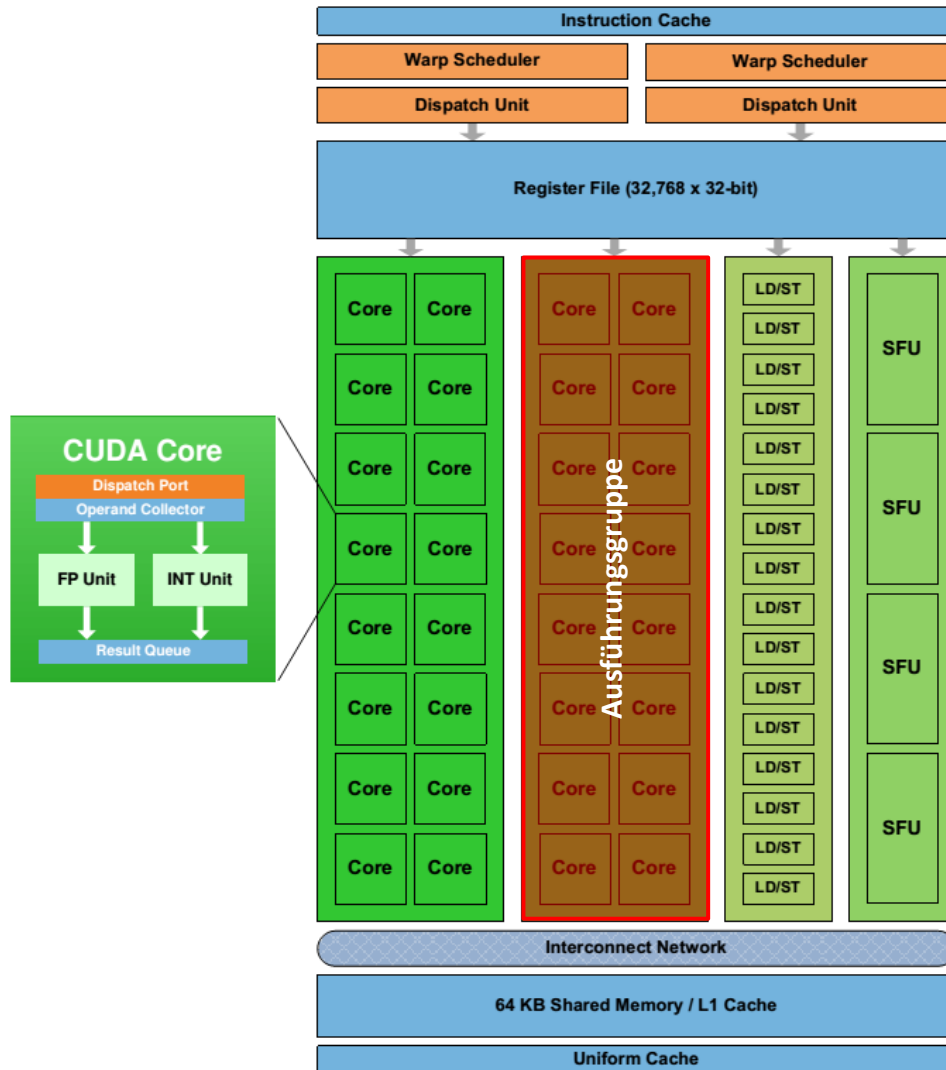 Instruction Cache
Warp Scheduler Warp Scheduler
Dispatch Unit Dispatch Unit
Register File (32,768 x 32-bit)
Core Core Core Core LD/ST SFU
LD/ST
Core Core Core Core LD/ST
LD/ST
Core Core Core Core LD/ST SFU
LD/ST
Core Core Core Core LD/ST
LD/ST
Core Core Core Core LD/ST SFU
LD/ST
Core Core Core Core LD/ST
LD/ST
Core Core Core Core LD/ST SFU
LD/ST
Core Core Core Core LD/ST
LD/ST
Ausführungsgruppe
CUDA Core
Dispatch Port
Operand Collector
FP Unit INT Unit
Result Queue
Interconnect Network
64 KB Shared Memory / L1 Cache
Uniform Cache